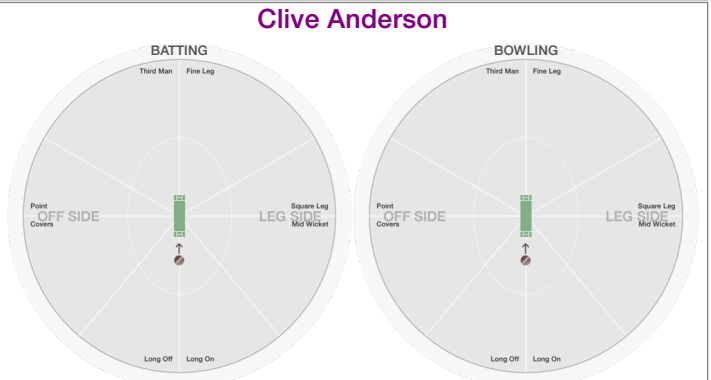 Clive Anderson
BATTING
Third Man Fine Leg
Point
OFF SIDE
Covers
Square Leg
LEG SIDE
Mid Wicket
Long Off Long On
BOWLING
Third Man Fine Leg
Point
OFF SIDE
Covers
Square Leg
LEG SIDE
Mid Wicket
Long Off Long On